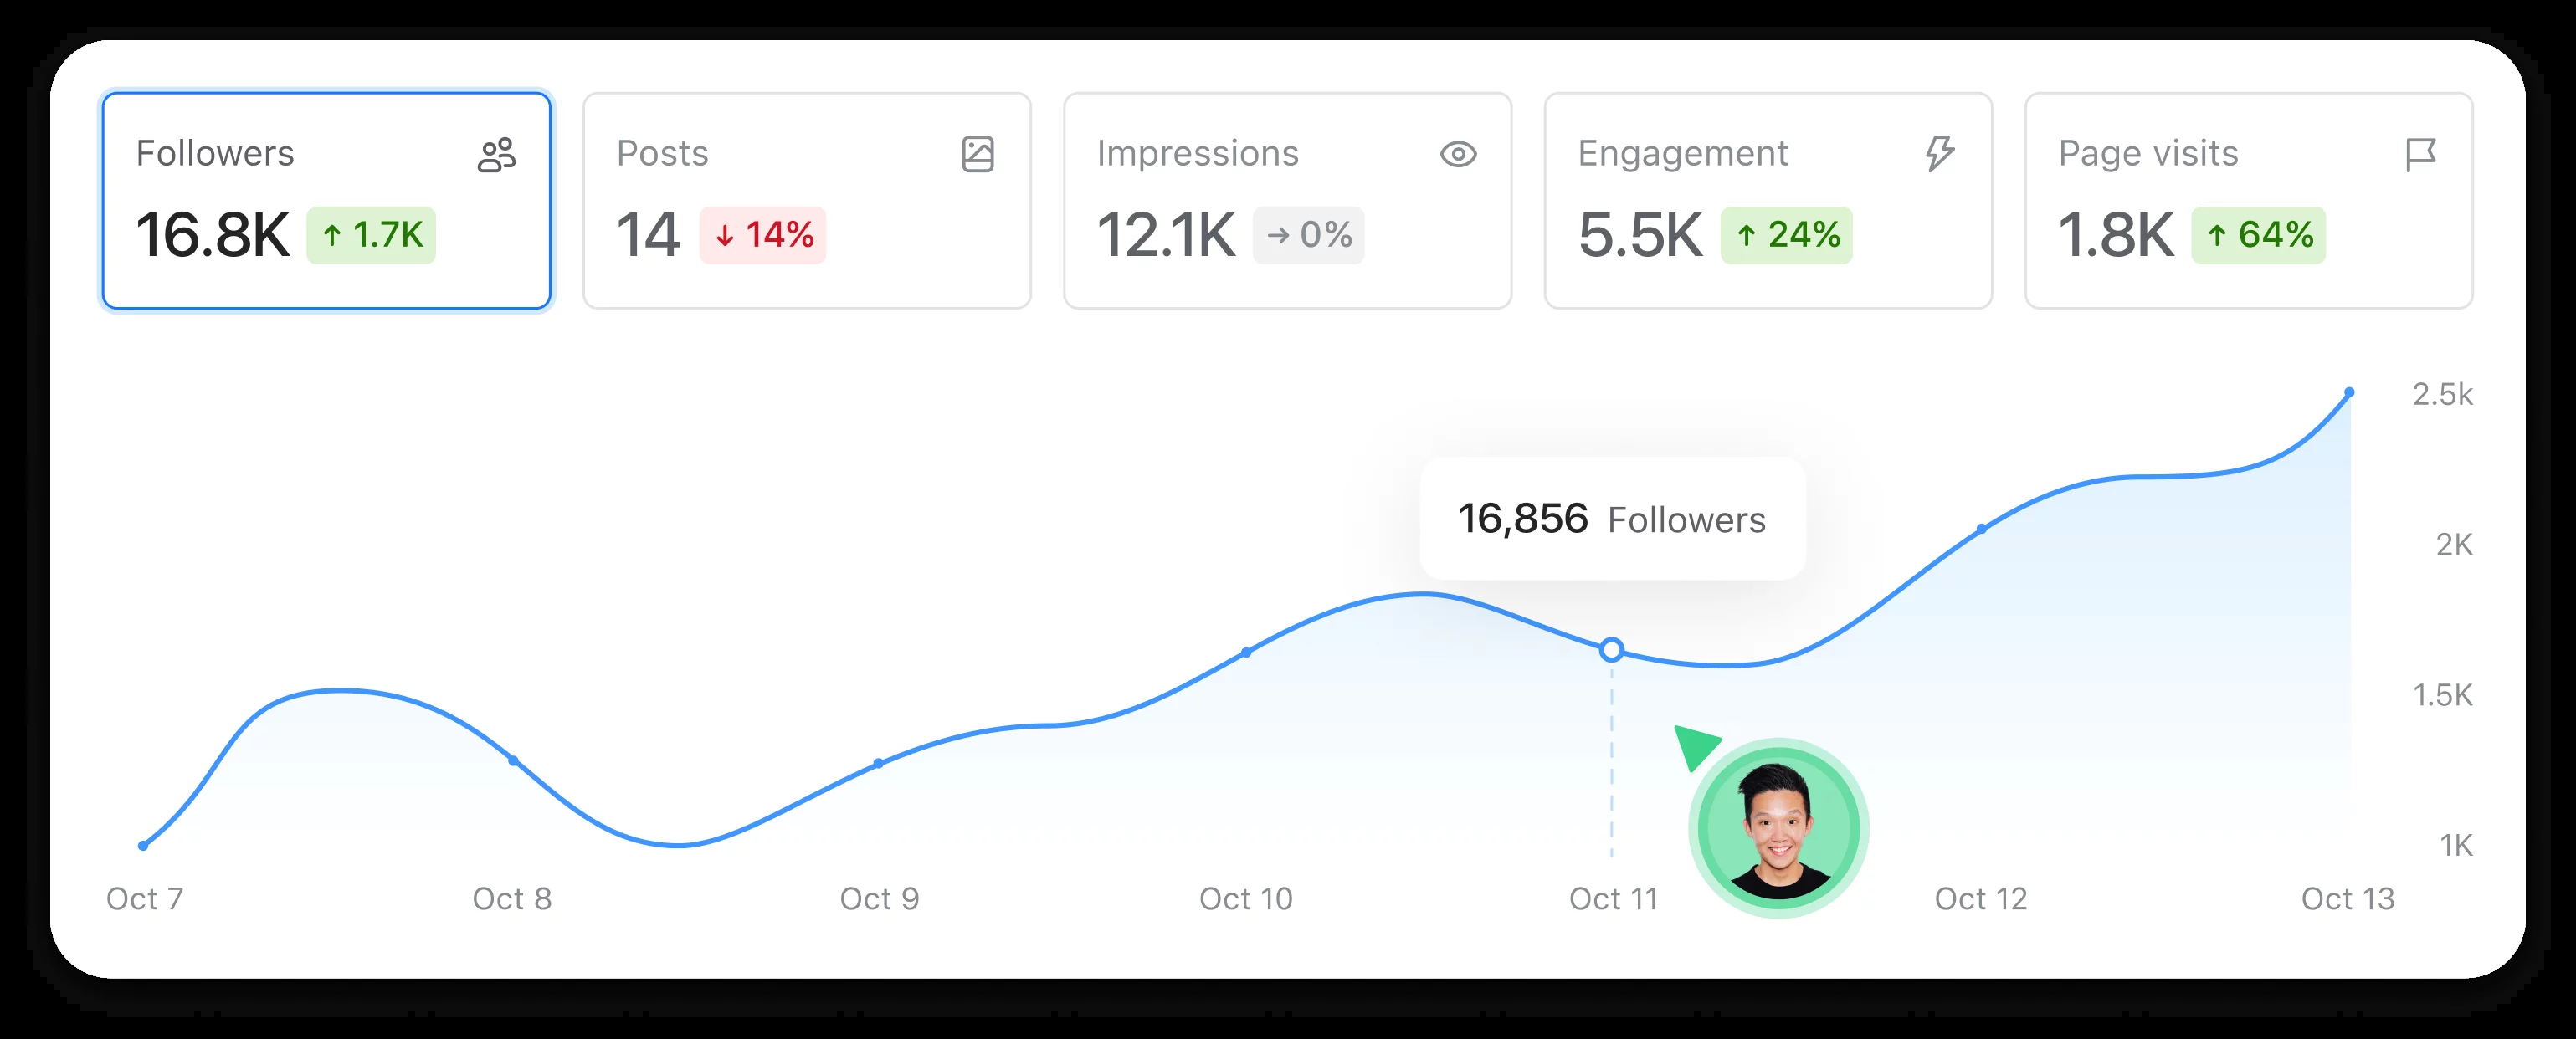 Followers
16.8K ↑ 1.7K
Posts
14 ↓ 14%
Impressions
12.1K → 0%
Engagement
5.5K ↑ 24%
Page visits
1.8K ↑ 64%
2.5k
16,856 Followers
2K
1.5K
1K
Oct 7 Oct 8 Oct 9 Oct 10 Oct 11 Oct 12 Oct 13